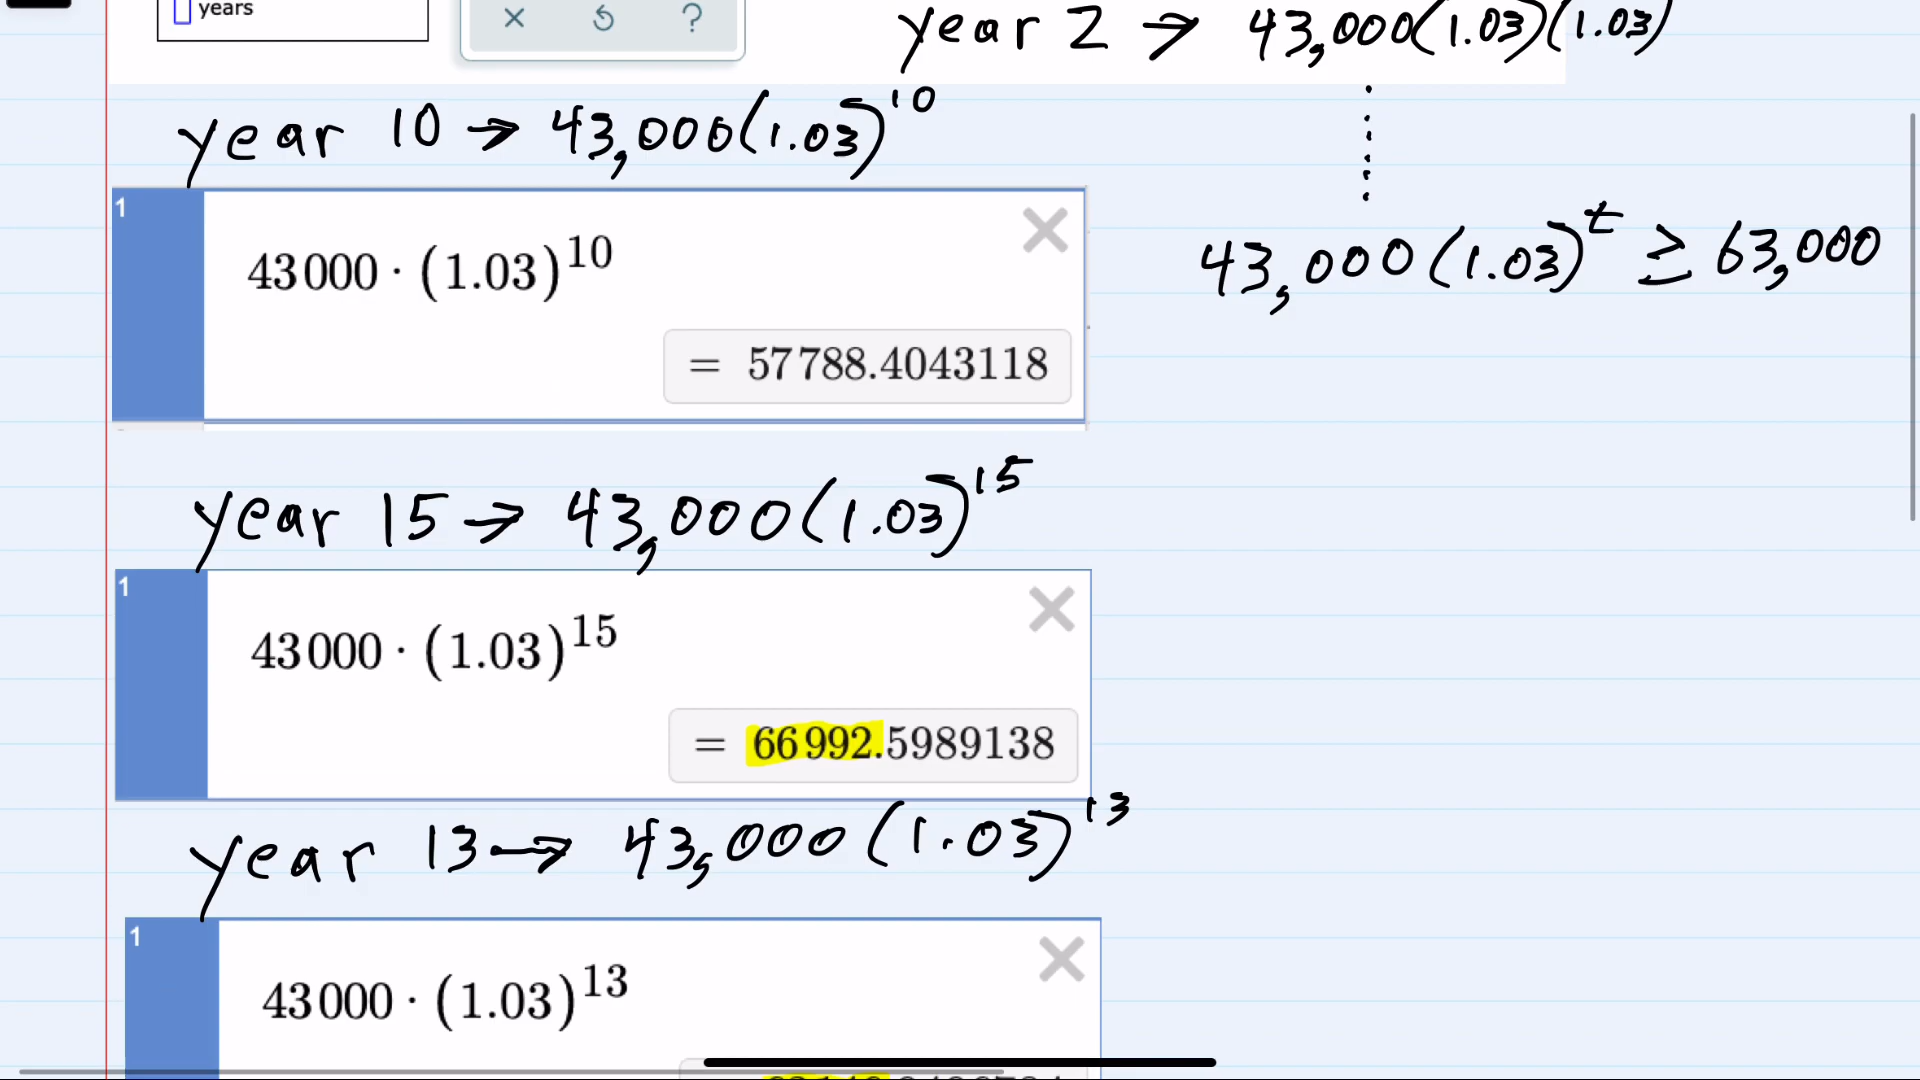 years
× ?
year 2 → 43,000(1.03)(1.03)
year 10 → 43,000(1.03)^10
1
43000 · (1.03)^10
= 57788.4043118
43,000(1.03)^t ≥ 63,000
year 15 → 43,000(1.03)^15
1
43000 · (1.03)^15
= 66992.5989138
year 13 → 43,000(1.03)^13
1
43000 · (1.03)^13